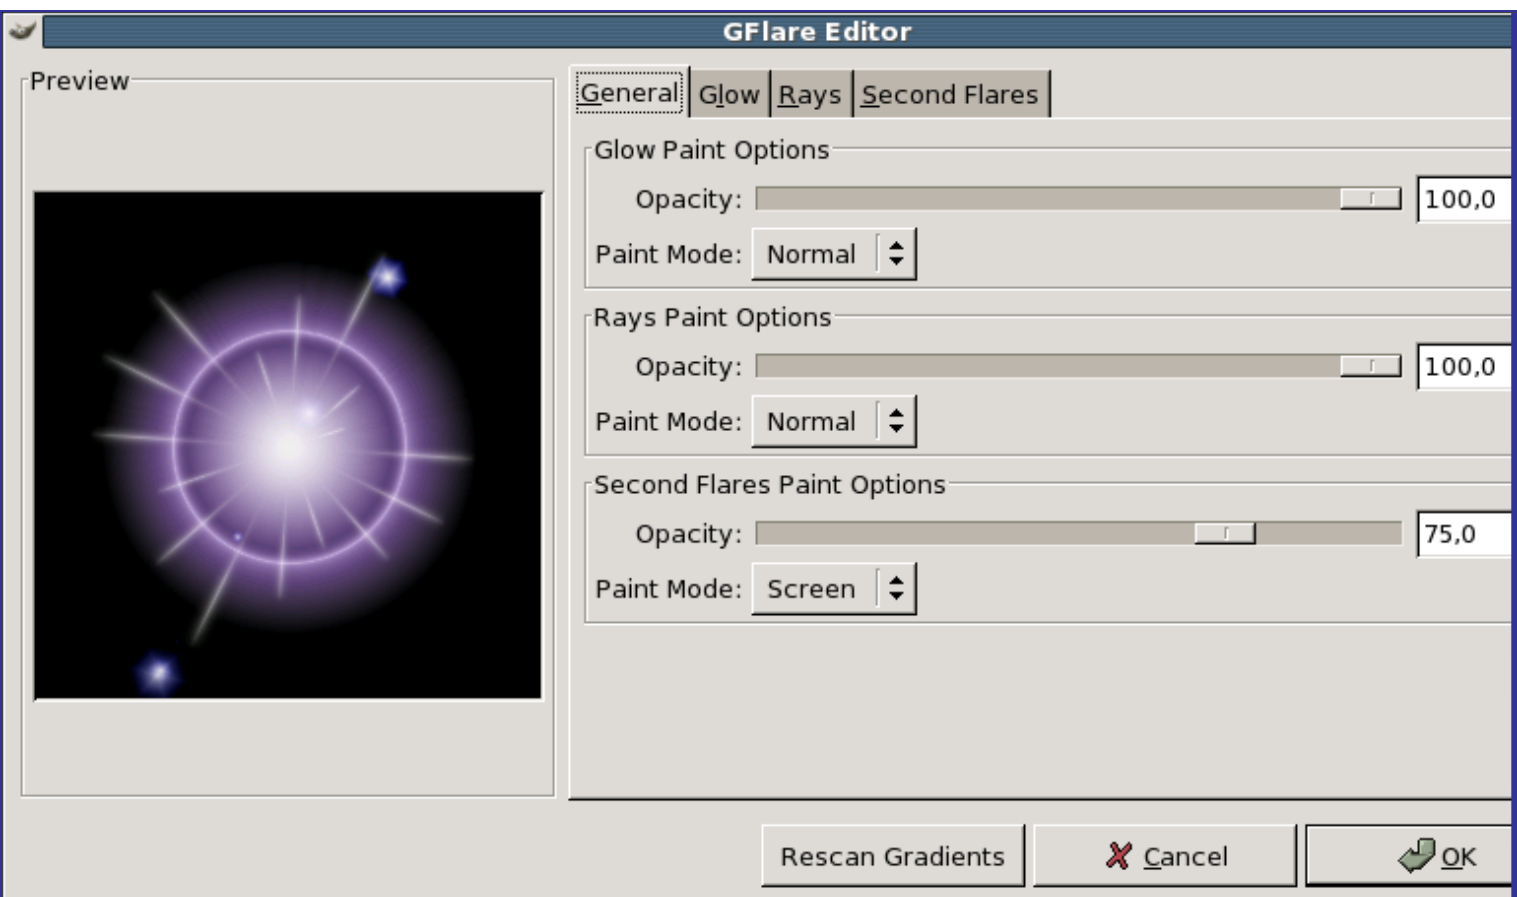 GFlare Editor
Preview
General Glow Rays Second Flares
Glow Paint Options
Opacity: 100,0
Paint Mode: Normal
Rays Paint Options
Opacity: 100,0
Paint Mode: Normal
Second Flares Paint Options
Opacity: 75,0
Paint Mode: Screen
Rescan Gradients Cancel OK